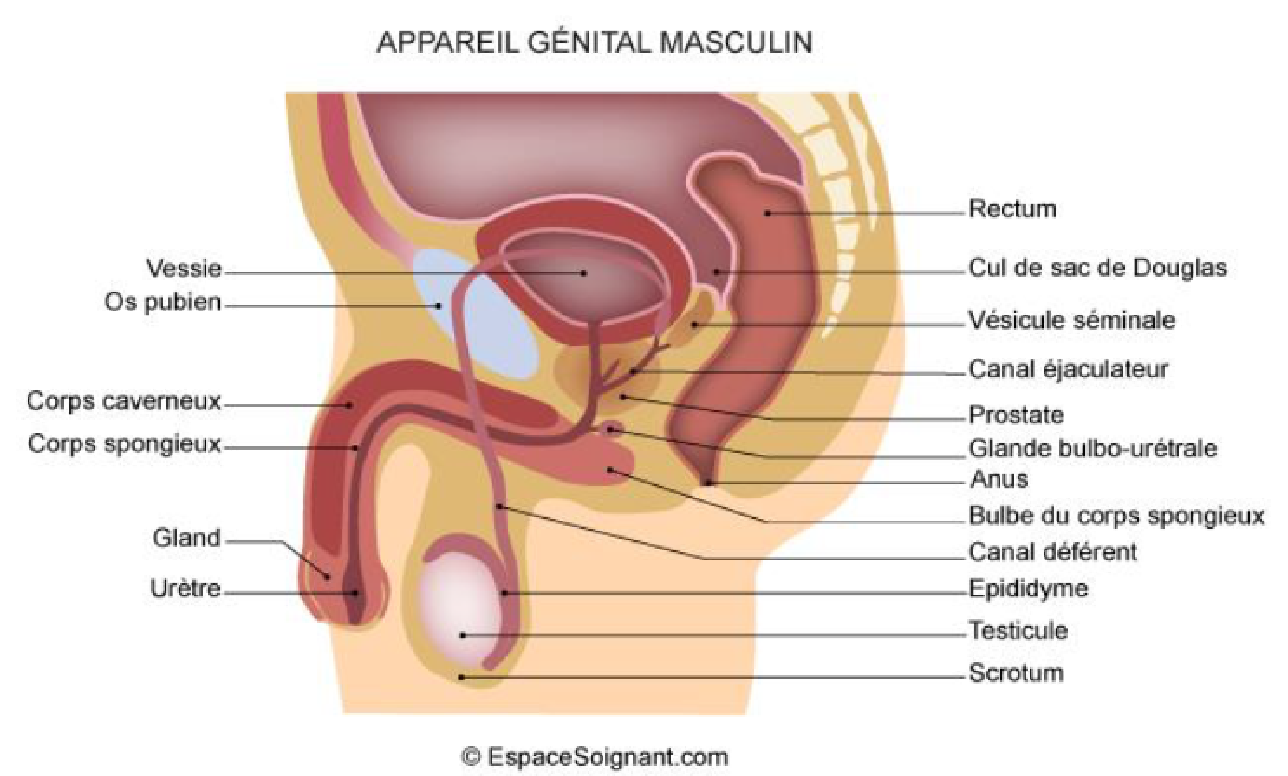 APPAREIL GÉNITAL MASCULIN
Vessie
Os pubien
Corps caverneux
Corps spongieux
Gland
Urètre
Rectum
Cul de sac de Douglas
Vésicule séminale
Canal éjaculateur
Prostate
Glande bulbo-urétrale
Anus
Bulbe du corps spongieux
Canal déférent
Epididyme
Testicule
Scrotum
© EspaceSoignant.com